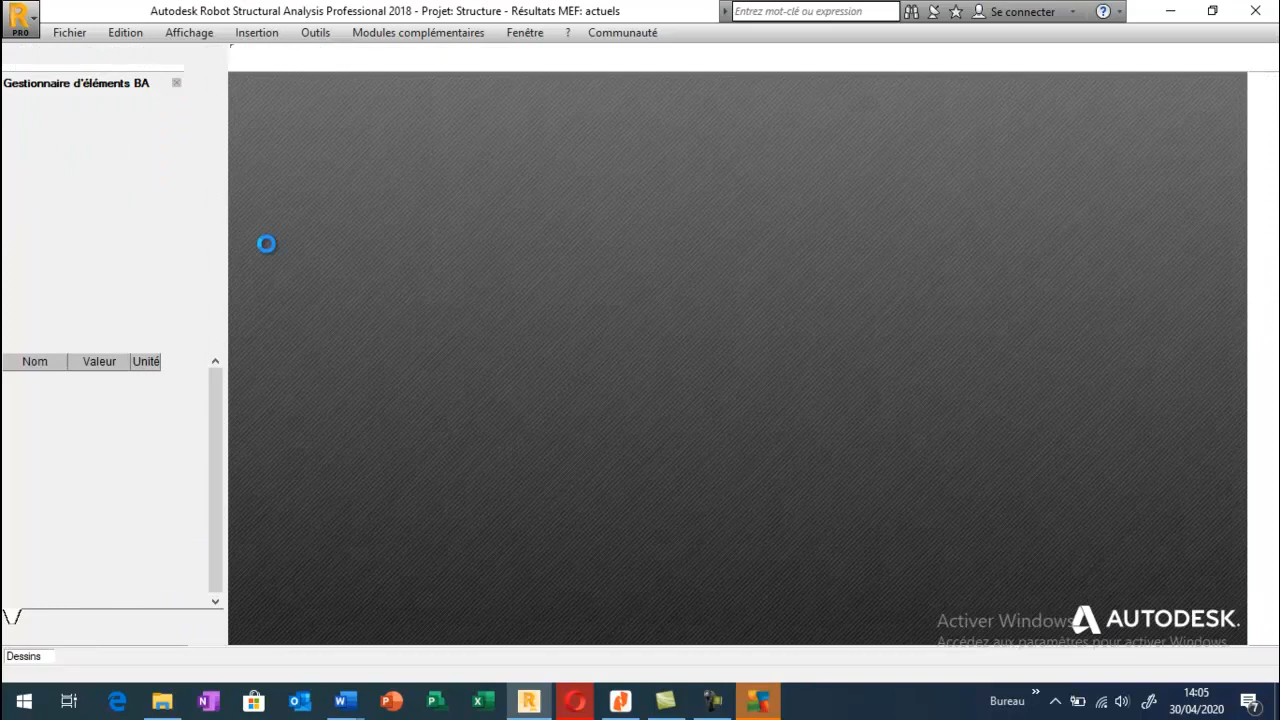 Autodesk Robot Structural Analysis Professional 2018 - Projet: Structure - Résultats MEF: actuels
Entrez mot-clé ou expression
Se connecter
PRO
Fichier Edition Affichage Insertion Outils Modules complémentaires Fenêtre ? Communauté
Gestionnaire d'éléments BA
Nom Valeur Unité
Activer Windows
AUTODESK.
Accédez aux paramètres pour activer Windows.
Dessins
Bureau
14:05
30/04/2020
7